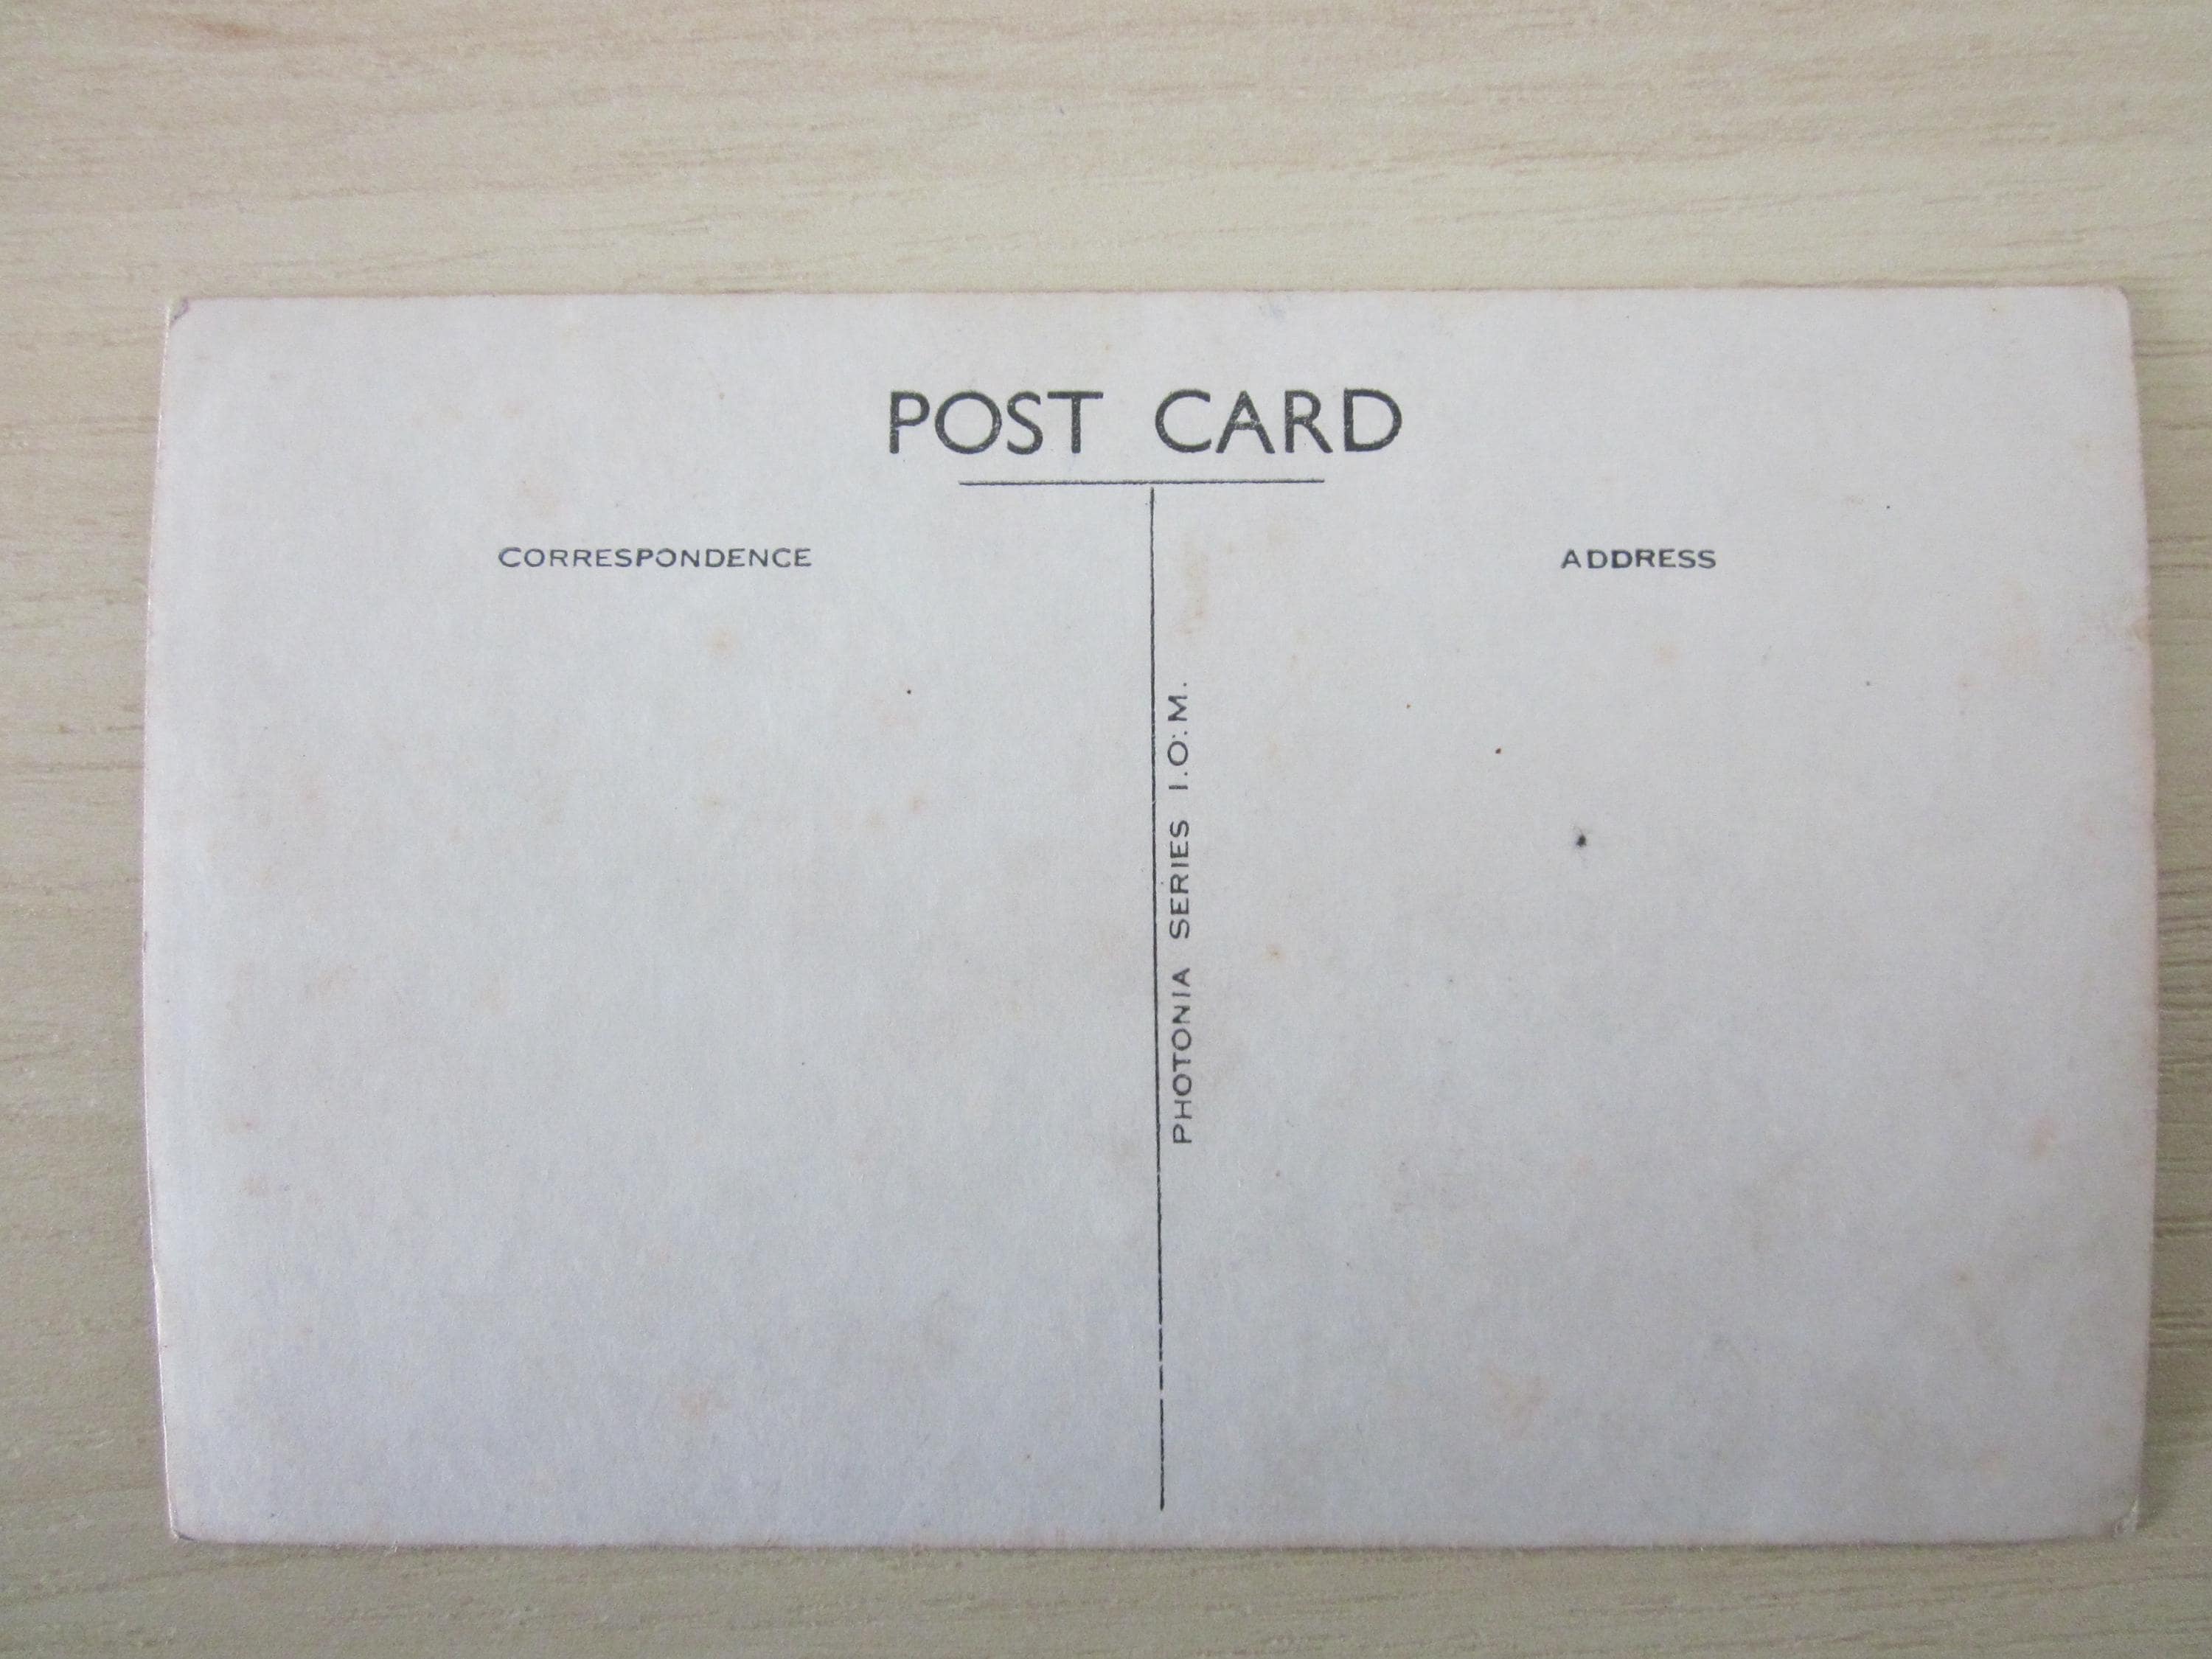 POST CARD
CORRESPONDENCE
ADDRESS
PHOTONIA SERIES I.O.M.